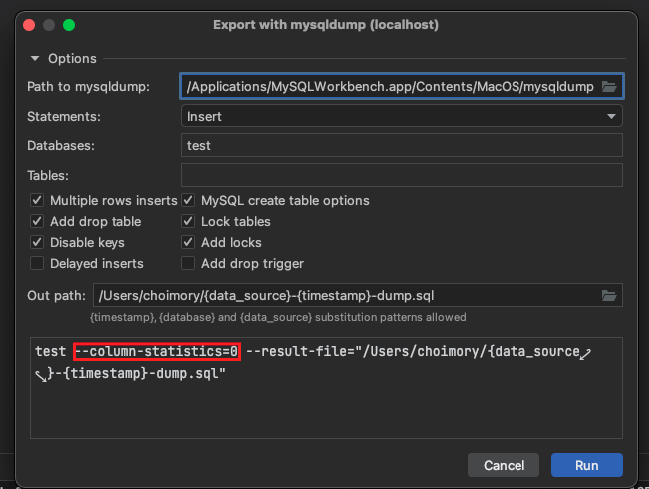 Export with mysqldump (localhost)
Options
Path to mysqldump: /Applications/MySQLWorkbench.app/Contents/MacOS/mysqldump
Statements: Insert
Databases: test
Tables:
Multiple rows inserts MySQL create table options
Add drop table Lock tables
Disable keys Add locks
Delayed inserts Add drop trigger
Out path: /Users/choimory/{data_source}-{timestamp}-dump.sql
{timestamp}, {database} and {data_source} substitution patterns allowed
test --column-statistics=0 --result-file="/Users/choimory/{data_source
}-{timestamp}-dump.sql"
Cancel Run